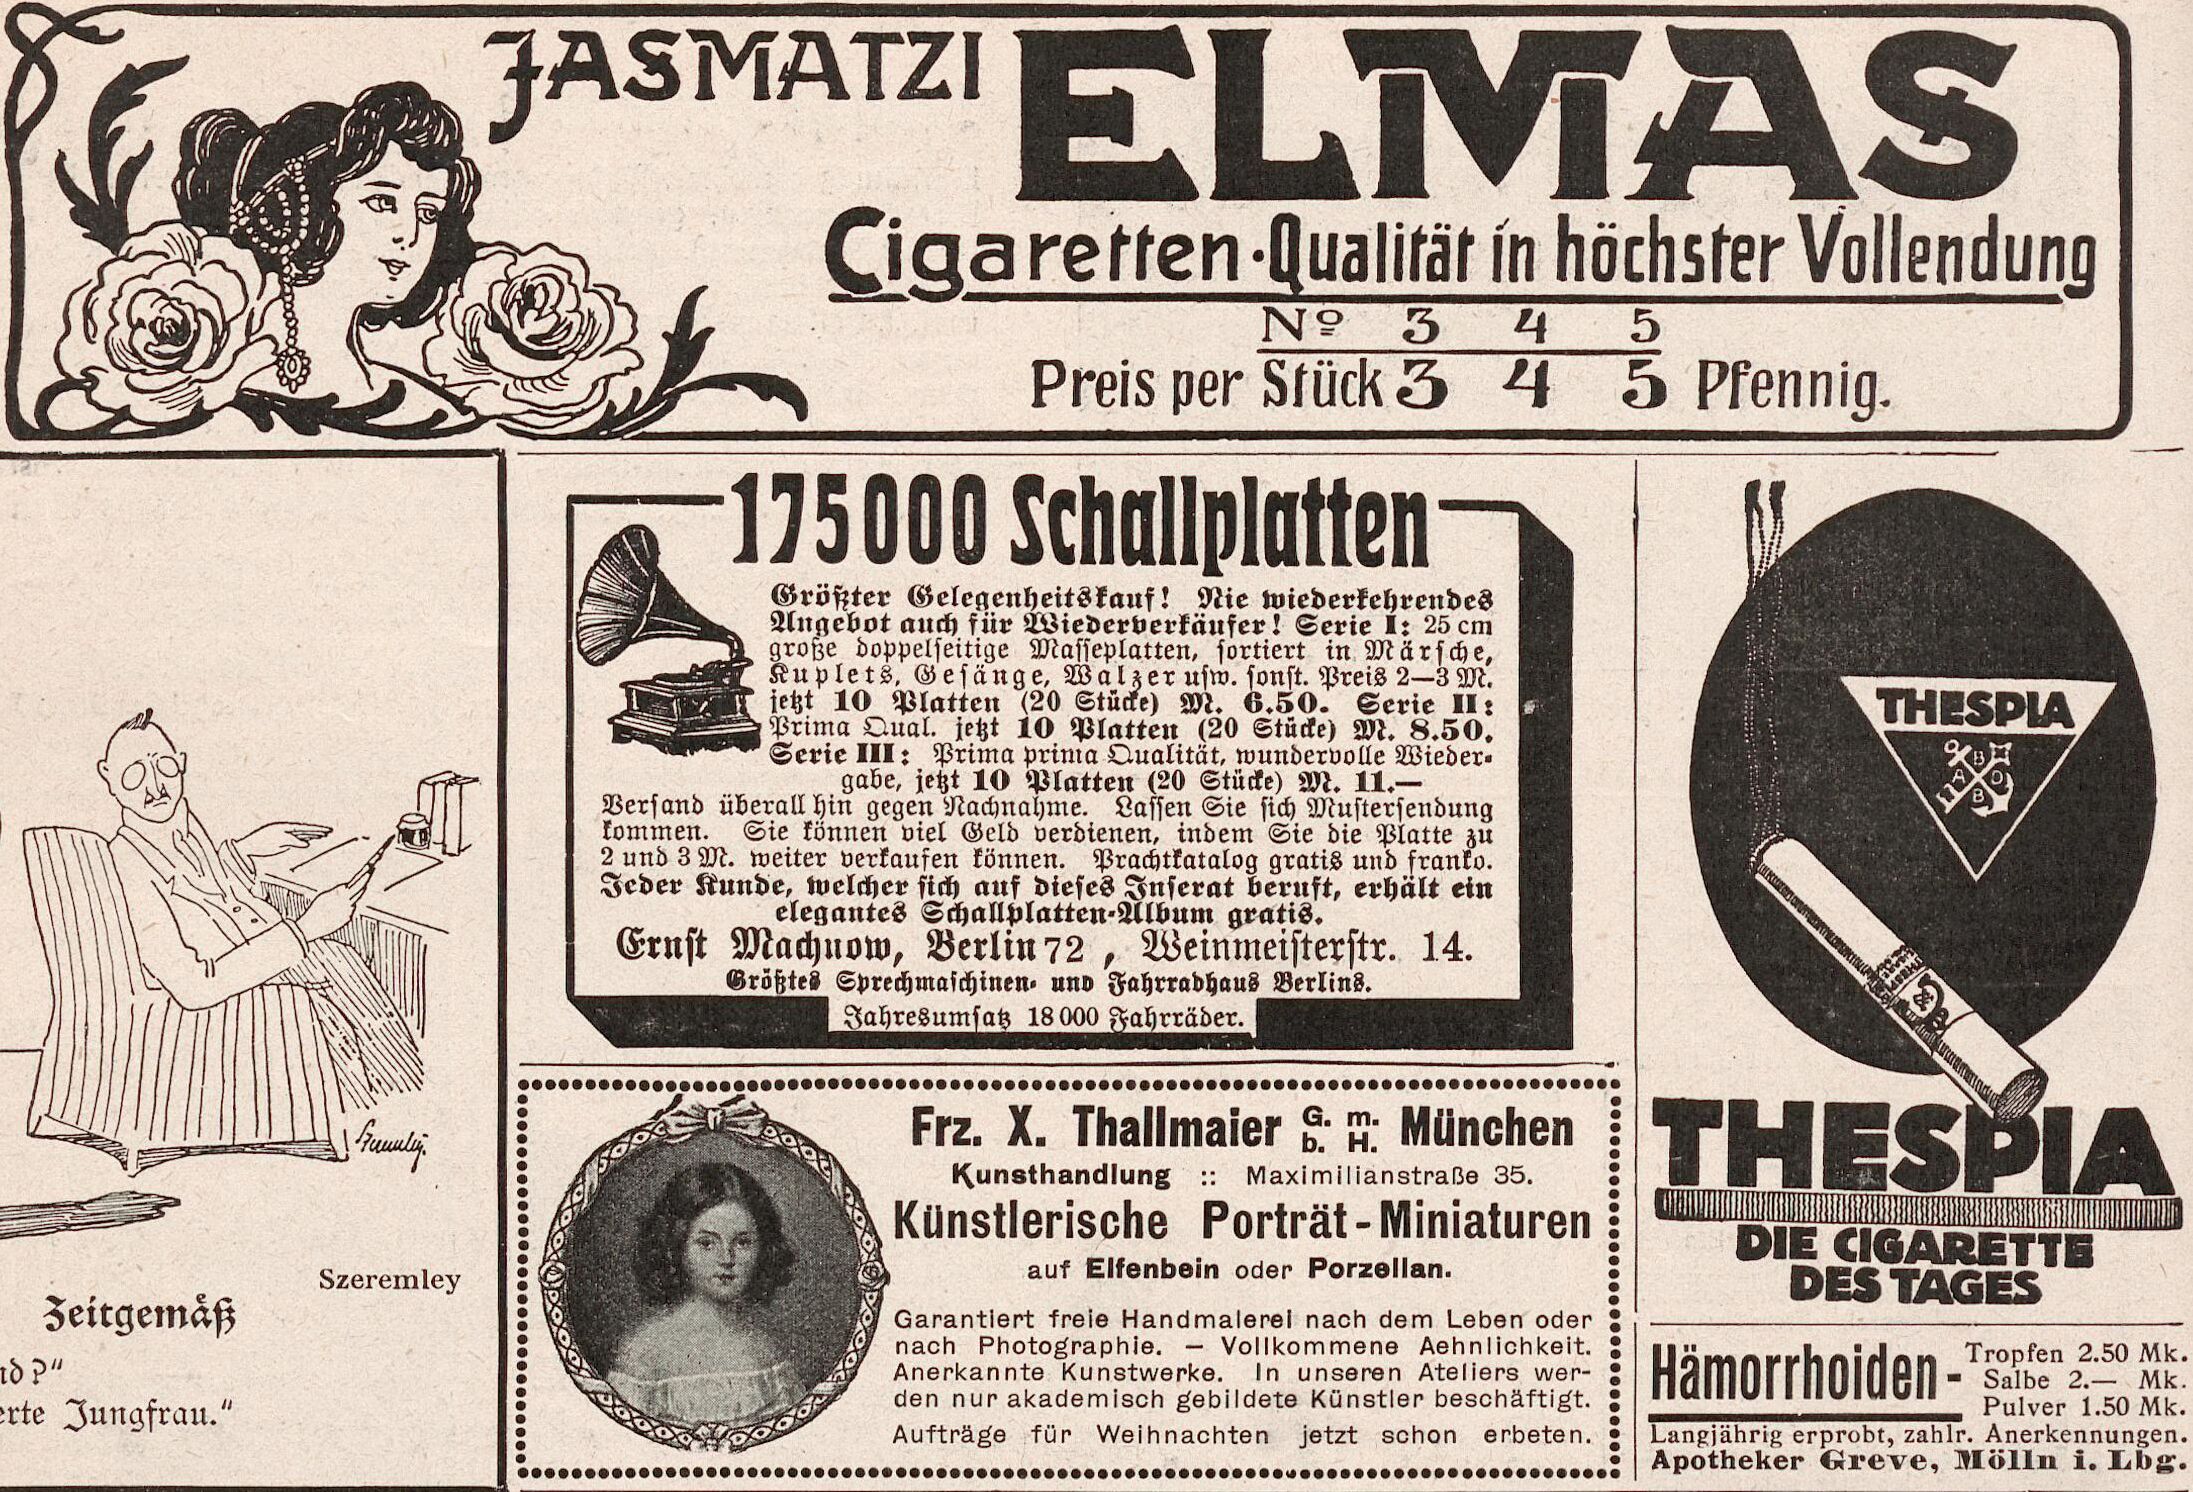 JASMATZI ELMAS
Cigaretten-Qualität in höchster Vollendung
No 3 4 5
Preis per Stück 3 4 5 Pfennig.
Szeremley
Zeitgemäß
nd?“
erte Jungfrau.“
175000 Schallplatten
Größter Gelegenheitskauf! Nie wiederkehrendes
Angebot auch für Wiederverkäufer! Serie I: 25 cm
große doppelseitige Masseplatten, sortiert in Märsche,
Kuplets, Gesänge, Walzer usw. sonst. Preis 2—3 M.
jetzt 10 Platten (20 Stücke) M. 6.50. Serie II:
Prima Qual. jetzt 10 Platten (20 Stücke) M. 8.50.
Serie III: Prima prima Qualität, wundervolle Wieder-
gabe, jetzt 10 Platten (20 Stücke) M. 11.—
Versand überall hin gegen Nachnahme. Lassen Sie sich Mustersendung
kommen. Sie können viel Geld verdienen, indem Sie die Platte zu
2 und 3 M. weiter verkaufen können. Prachtkatalog gratis und franko.
Jeder Kunde, welcher sich auf dieses Inserat beruft, erhält ein
elegantes Schallplatten-Album gratis.
Ernst Machnow, Berlin 72, Weinmeisterstr. 14.
Größtes Sprechmaschinen- und Fahrradhaus Berlins.
Jahresumsatz 18 000 Fahrräder.
Frz. X. Thallmaier G. m. b. H. München
Kunsthandlung :: Maximilianstraße 35.
Künstlerische Porträt-Miniaturen
auf Elfenbein oder Porzellan.
Garantiert freie Handmalerei nach dem Leben oder
nach Photographie. — Vollkommene Aehnlichkeit.
Anerkannte Kunstwerke. In unseren Ateliers wer-
den nur akademisch gebildete Künstler beschäftigt.
Aufträge für Weihnachten jetzt schon erbeten.
THESPIA
A B O B
THESPIA
DIE CIGARETTE
DES TAGES
Hämorrhoiden-
Tropfen 2.50 Mk.
Salbe 2.— Mk.
Pulver 1.50 Mk.
Langjährig erprobt, zahlr. Anerkennungen.
Apotheker Greve, Mölln i. Lbg.